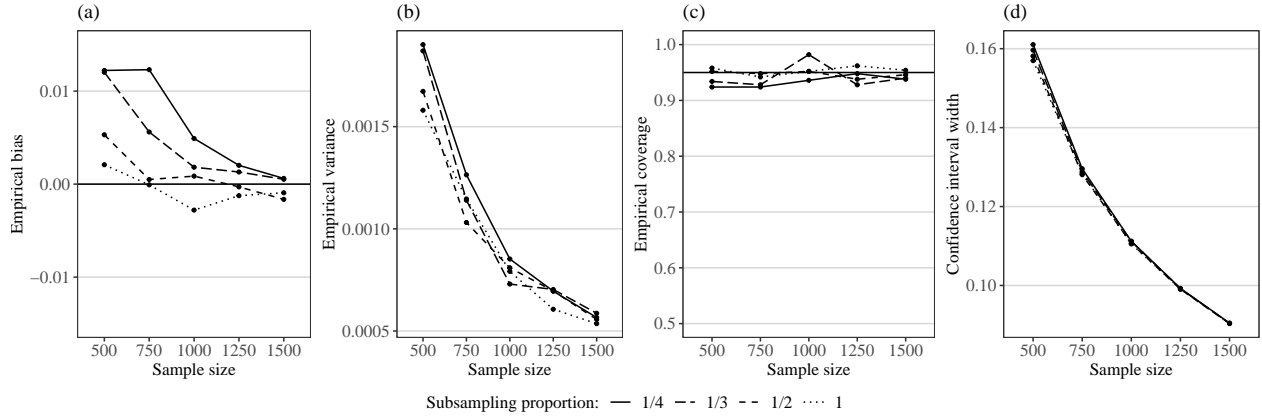 (a)
(b)
(c)
(d)
Empirical bias
0.01
0.00
−0.01
500 750 1000 1250 1500
Sample size
Empirical variance
0.0015
0.0010
0.0005
500 750 1000 1250 1500
Sample size
Empirical coverage
1.0
0.9
0.8
0.7
0.6
0.5
500 750 1000 1250 1500
Sample size
Confidence interval width
0.16
0.14
0.12
0.10
500 750 1000 1250 1500
Sample size
Subsampling proportion: 1/4 1/3 1/2 1